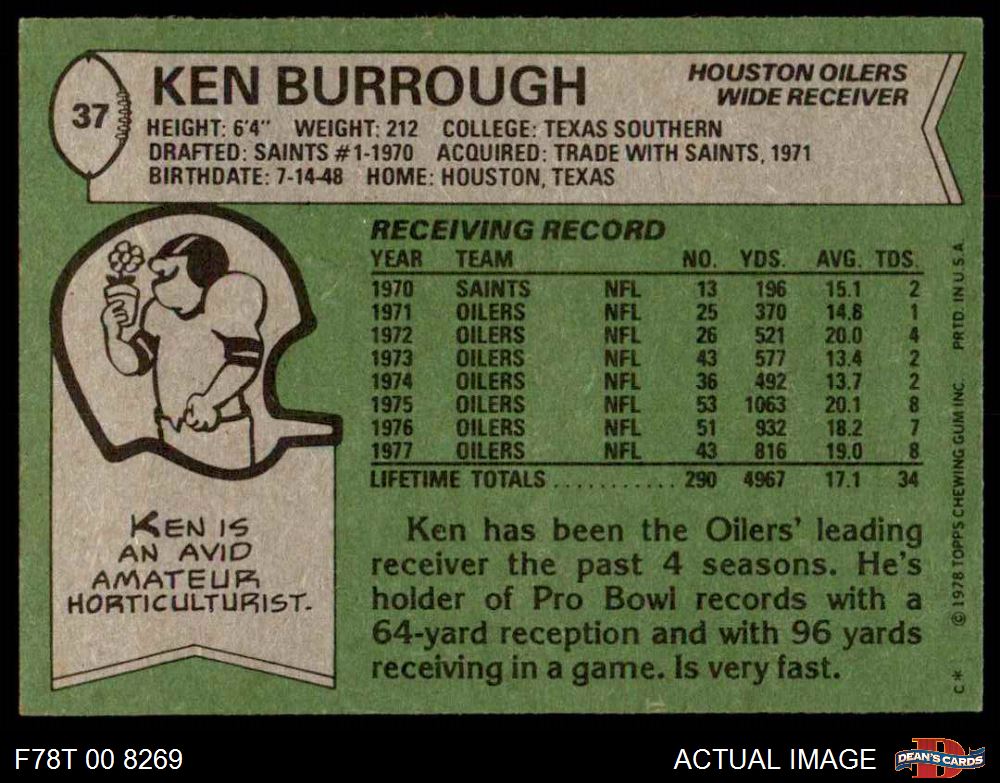 37
KEN BURROUGH
HOUSTON OILERS
WIDE RECEIVER
HEIGHT: 6'4" WEIGHT: 212 COLLEGE: TEXAS SOUTHERN
DRAFTED: SAINTS #1-1970 ACQUIRED: TRADE WITH SAINTS, 1971
BIRTHDATE: 7-14-48 HOME: HOUSTON, TEXAS
RECEIVING RECORD
YEAR TEAM NO. YDS. AVG. TDS.
1970 SAINTS NFL 13 196 15.1 2
1971 OILERS NFL 25 370 14.8 1
1972 OILERS NFL 26 521 20.0 4
1973 OILERS NFL 43 577 13.4 2
1974 OILERS NFL 36 492 13.7 2
1975 OILERS NFL 53 1063 20.1 8
1976 OILERS NFL 51 932 18.2 7
1977 OILERS NFL 43 816 19.0 8
LIFETIME TOTALS ........... 290 4967 17.1 34
KEN IS
AN AVID
AMATEUR
HORTICULTURIST.
Ken has been the Oilers' leading
receiver the past 4 seasons. He's
holder of Pro Bowl records with a
64-yard reception and with 96 yards
receiving in a game. Is very fast.
C* © 1978 TOPPS CHEWING GUM INC. PRTD. IN U.S.A.
F78T 00 8269
ACTUAL IMAGE
D
DEAN'S CARDS